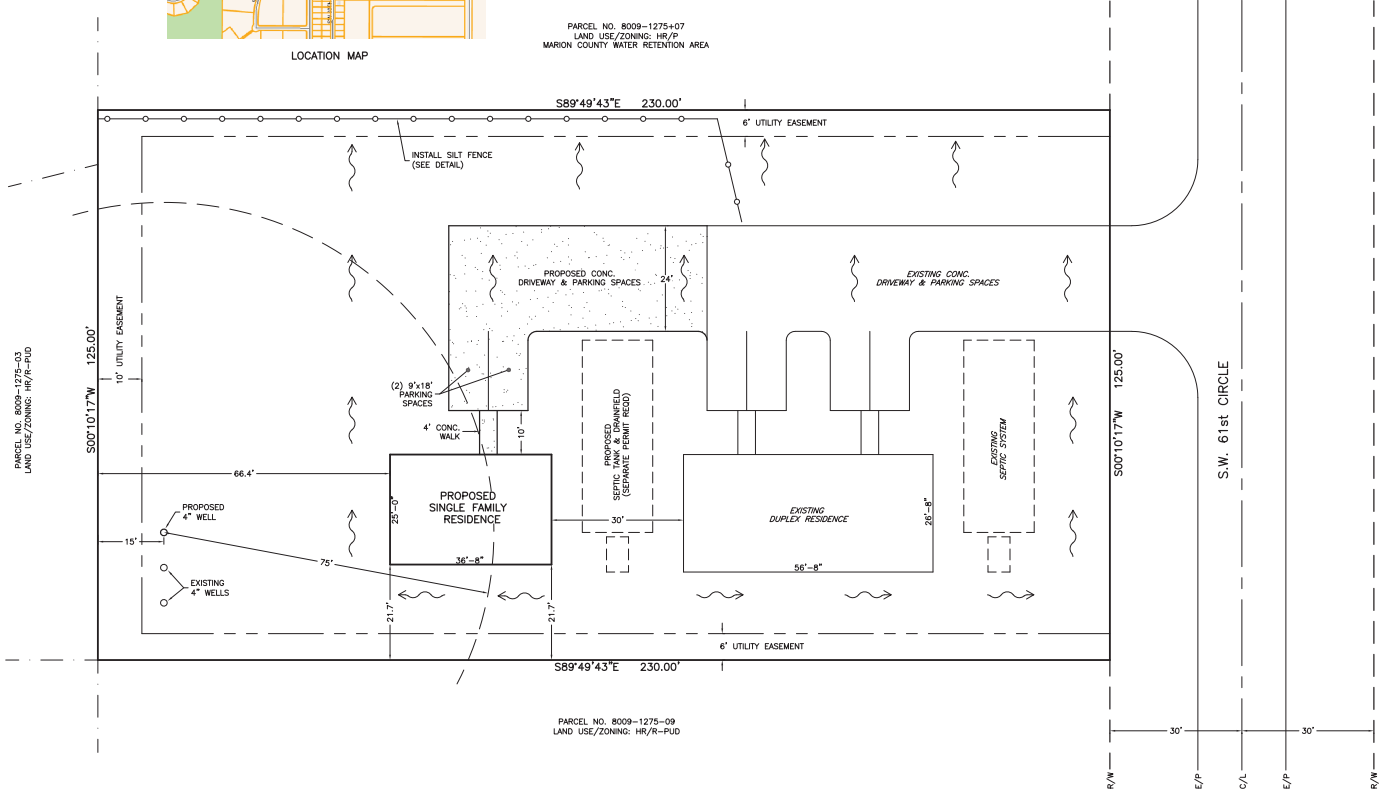 LOCATION MAP
PARCEL NO. 8009-1275+07
LAND USE/ZONING: HR/P
MARION COUNTY WATER RETENTION AREA
S89°49'43"E 230.00'
6' UTILITY EASEMENT
INSTALL SILT FENCE
(SEE DETAIL)
PROPOSED CONC.
DRIVEWAY & PARKING SPACES
24'
EXISTING CONC.
DRIVEWAY & PARKING SPACES
PARCEL NO. 8009-1275-03
LAND USE/ZONING: HR/R-PUD
S00°10'17"W 125.00'
10' UTILITY EASEMENT
(2) 9'x18'
PARKING
SPACES
4' CONC.
WALK
10'
PROPOSED
SEPTIC TANK & DRAINFIELD
(SEPARATE PERMIT REQD)
EXISTING
SEPTIC SYSTEM
S00°10'17"W 125.00'
S.W. 61st CIRCLE
66.4'
PROPOSED
SINGLE FAMILY
RESIDENCE
25'-0"
36'-8"
30'
EXISTING
DUPLEX RESIDENCE
26'-8"
56'-8"
PROPOSED
4" WELL
15'
75'
EXISTING
4" WELLS
21.7'
21.7'
6' UTILITY EASEMENT
S89°49'43"E 230.00'
PARCEL NO. 8009-1275-09
LAND USE/ZONING: HR/R-PUD
30'
30'
R/W
E/P
C/L
E/P
R/W